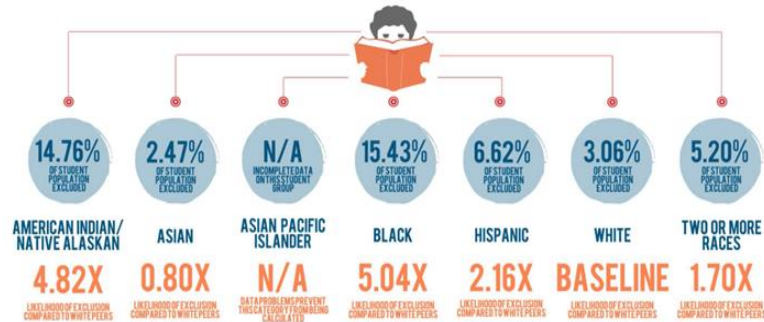 14.76%
OF STUDENT
POPULATION
EXCLUDED
2.47%
OF STUDENT
POPULATION
EXCLUDED
N/A
INCOMPLETE DATA
ON THIS STUDENT
GROUP
15.43%
OF STUDENT
POPULATION
EXCLUDED
6.62%
OF STUDENT
POPULATION
EXCLUDED
3.06%
OF STUDENT
POPULATION
EXCLUDED
5.20%
OF STUDENT
POPULATION
EXCLUDED
AMERICAN INDIAN/
NATIVE ALASKAN
ASIAN
ASIAN PACIFIC
ISLANDER
BLACK
HISPANIC
WHITE
TWO OR MORE
RACES
4.82X
LIKELIHOOD OF EXCLUSION
COMPARED TO WHITE PEERS
0.80X
LIKELIHOOD OF EXCLUSION
COMPARED TO WHITE PEERS
N/A
DATA PROBLEMS PREVENT
THIS CATEGORY FROM BEING
CALCULATED
5.04X
LIKELIHOOD OF EXCLUSION
COMPARED TO WHITE PEERS
2.16X
LIKELIHOOD OF EXCLUSION
COMPARED TO WHITE PEERS
BASELINE
LIKELIHOOD OF EXCLUSION
COMPARED TO WHITE PEERS
1.70X
LIKELIHOOD OF EXCLUSION
COMPARED TO WHITE PEERS